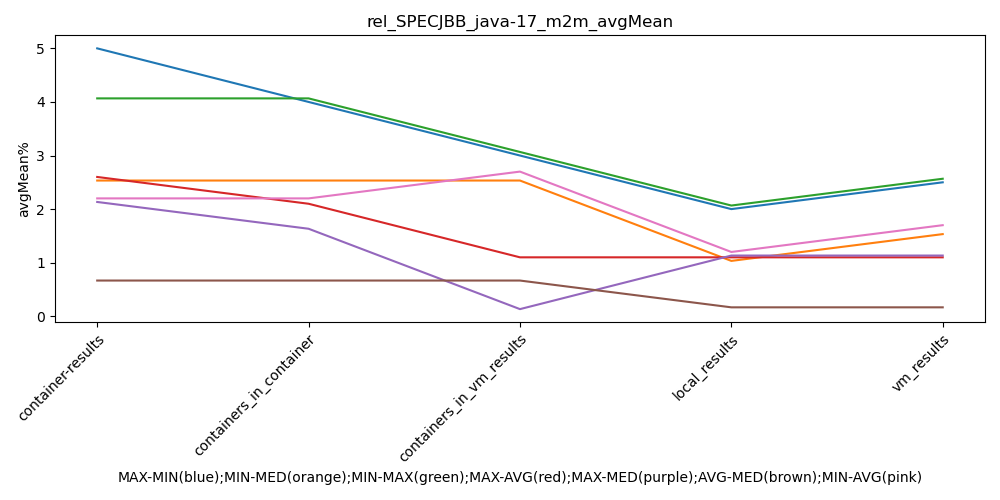 rel_SPECJBB_java-17_m2m_avgMean
avgMean%
5
4
3
2
1
0
container-results
containers_in_container
containers_in_vm_results
local_results
vm_results
MAX-MIN(blue);MIN-MED(orange);MIN-MAX(green);MAX-AVG(red);MAX-MED(purple);AVG-MED(brown);MIN-AVG(pink)